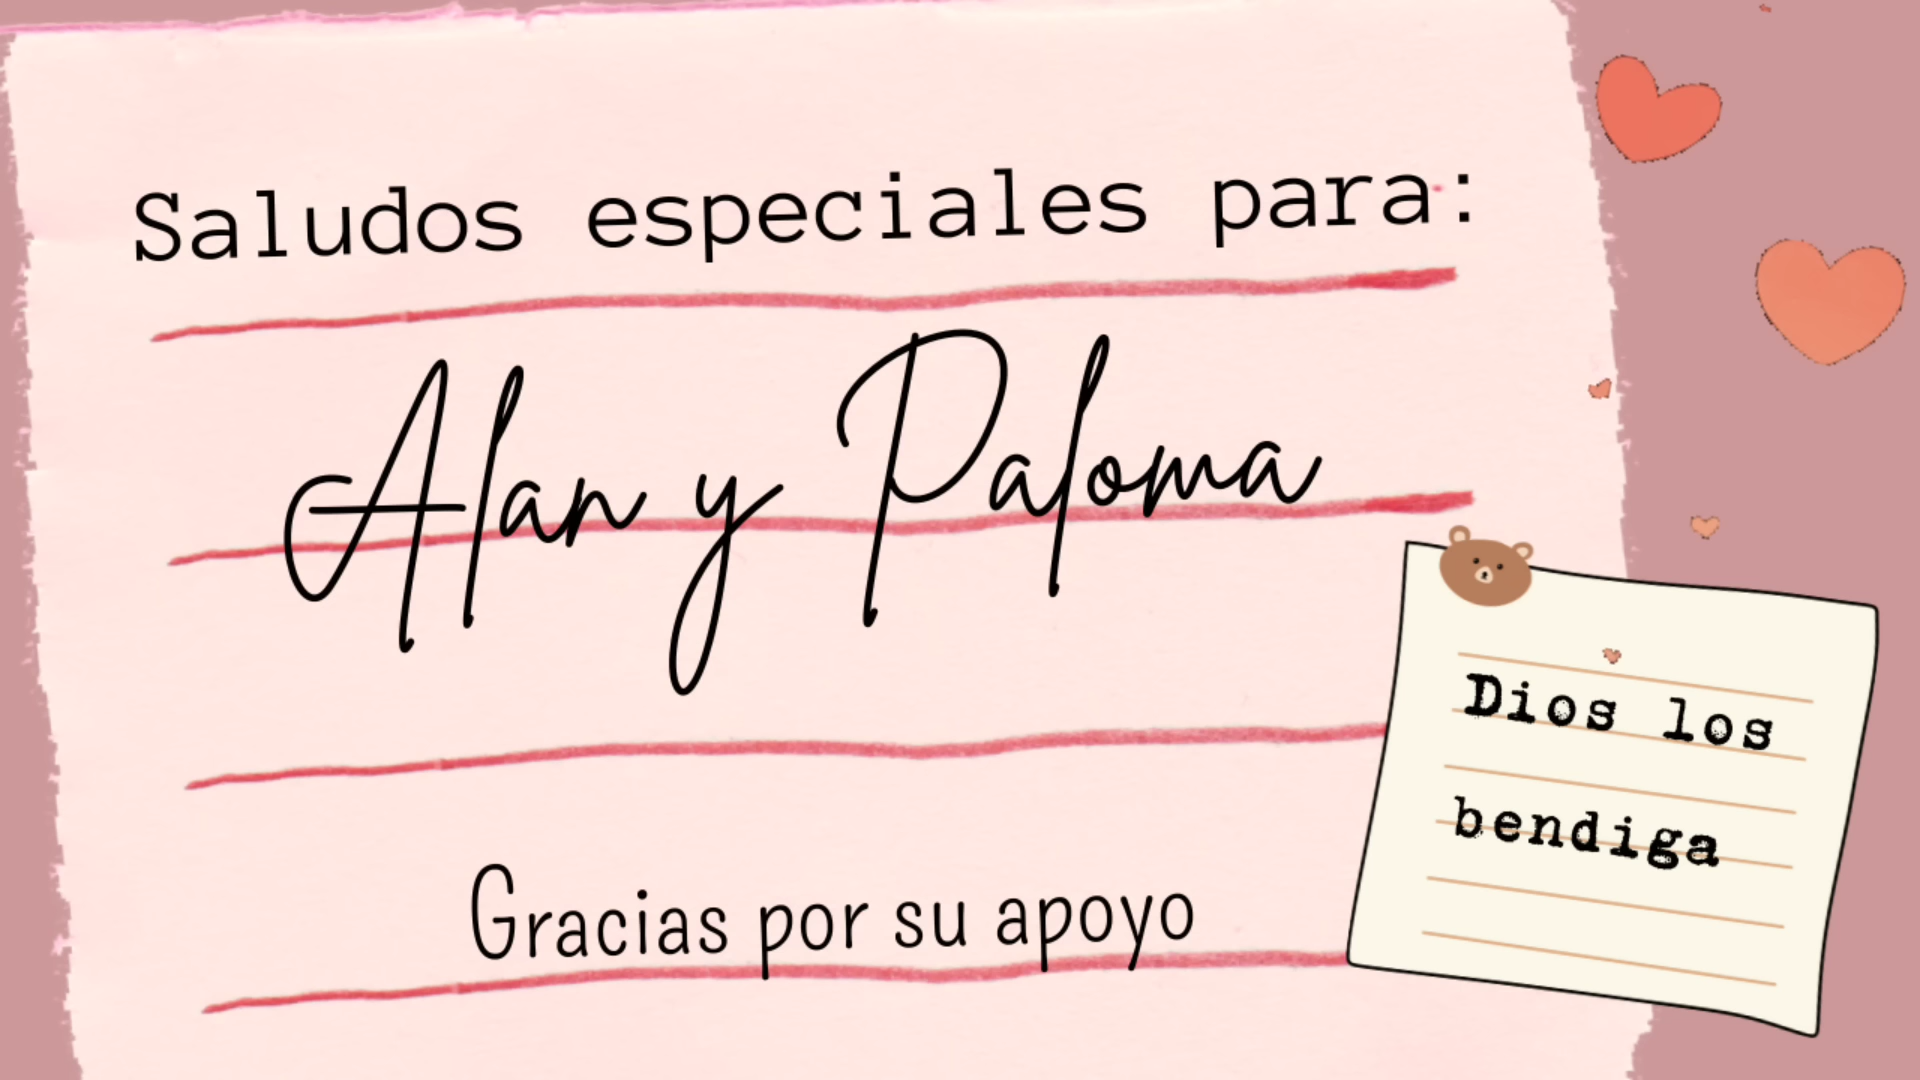 Saludos especiales para:
Alan y Paloma
Dios los
bendiga
Gracias por su apoyo